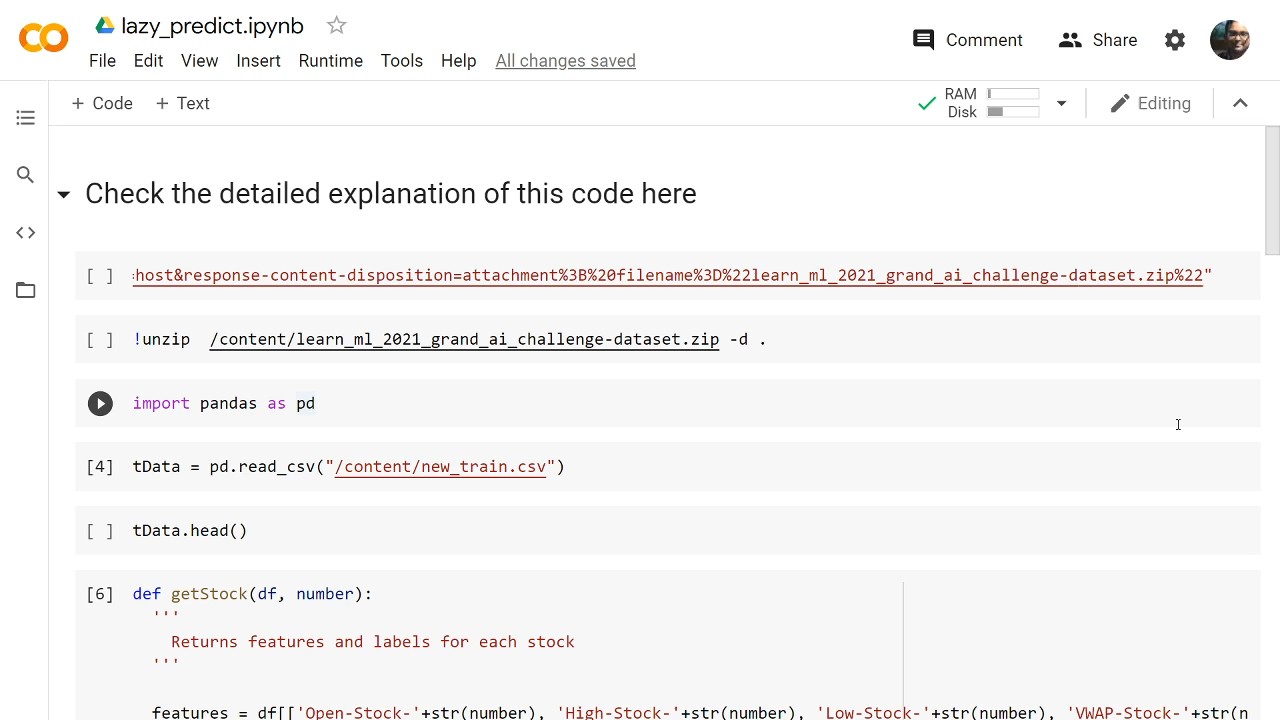 lazy_predict.ipynb
File Edit View Insert Runtime Tools Help All changes saved
Comment Share
+ Code + Text
RAM
Disk
Editing
Check the detailed explanation of this code here
[ ] :host&response-content-disposition=attachment%3B%20filename%3D%22learn_ml_2021_grand_ai_challenge-dataset.zip%22"
[ ] !unzip /content/learn_ml_2021_grand_ai_challenge-dataset.zip -d .
import pandas as pd
[4] tData = pd.read_csv("/content/new_train.csv")
[ ] tData.head()
[6] def getStock(df, number):
'''
Returns features and labels for each stock
'''
features = df[['Open-Stock-'+str(number), 'High-Stock-'+str(number), 'Low-Stock-'+str(number), 'VWAP-Stock-'+str(n